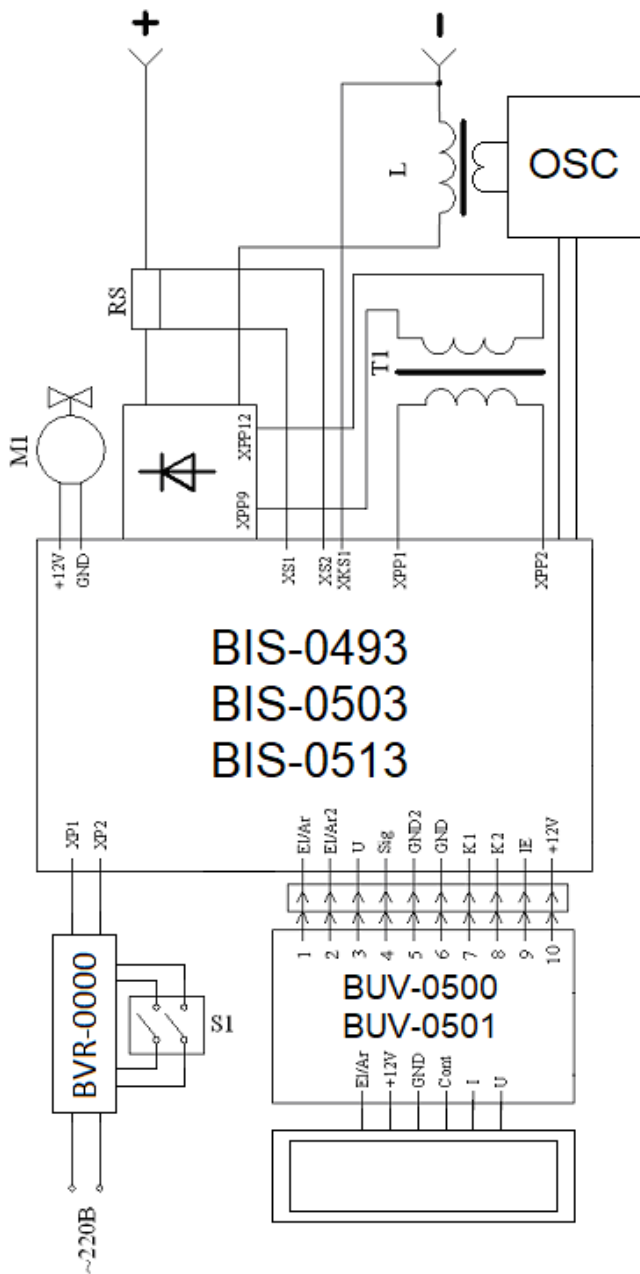 +
-
M1
RS
L
OSC
T1
XPP12
XPP9
+12V
GND
XS1
XS2
XKS1
XPP1
XPP2
BIS-0493
BIS-0503
BIS-0513
XP1
XP2
El/Ar
El/Ar2
U
Sig
GND2
GND
K1
K2
IE
+12V
BVR-0000
S1
1
2
3
4
5
6
7
8
9
10
BUV-0500
BUV-0501
El/Ar
+12V
GND
Cont
I
U
~220В